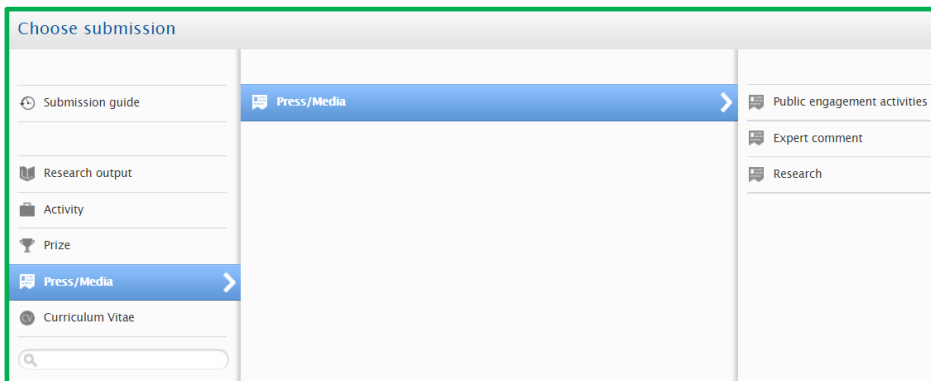 Choose submission
Submission guide
Research output
Activity
Prize
Press/Media
Curriculum Vitae
Press/Media
Public engagement activities
Expert comment
Research